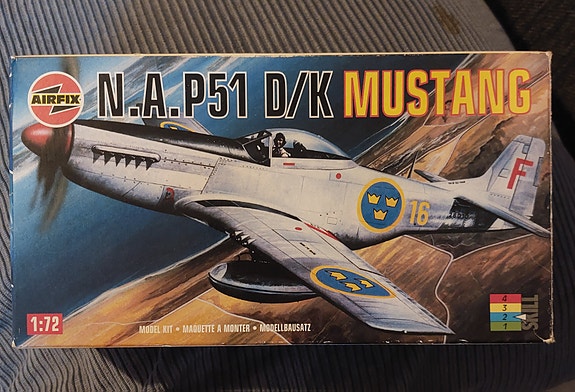 AIRFIX
N.A.P51 D/K MUSTANG
F
16
1:72
MODEL KIT • MAQUETTE A MONTER • MODELLBAUSATZ
4
3
2
1
SKILL